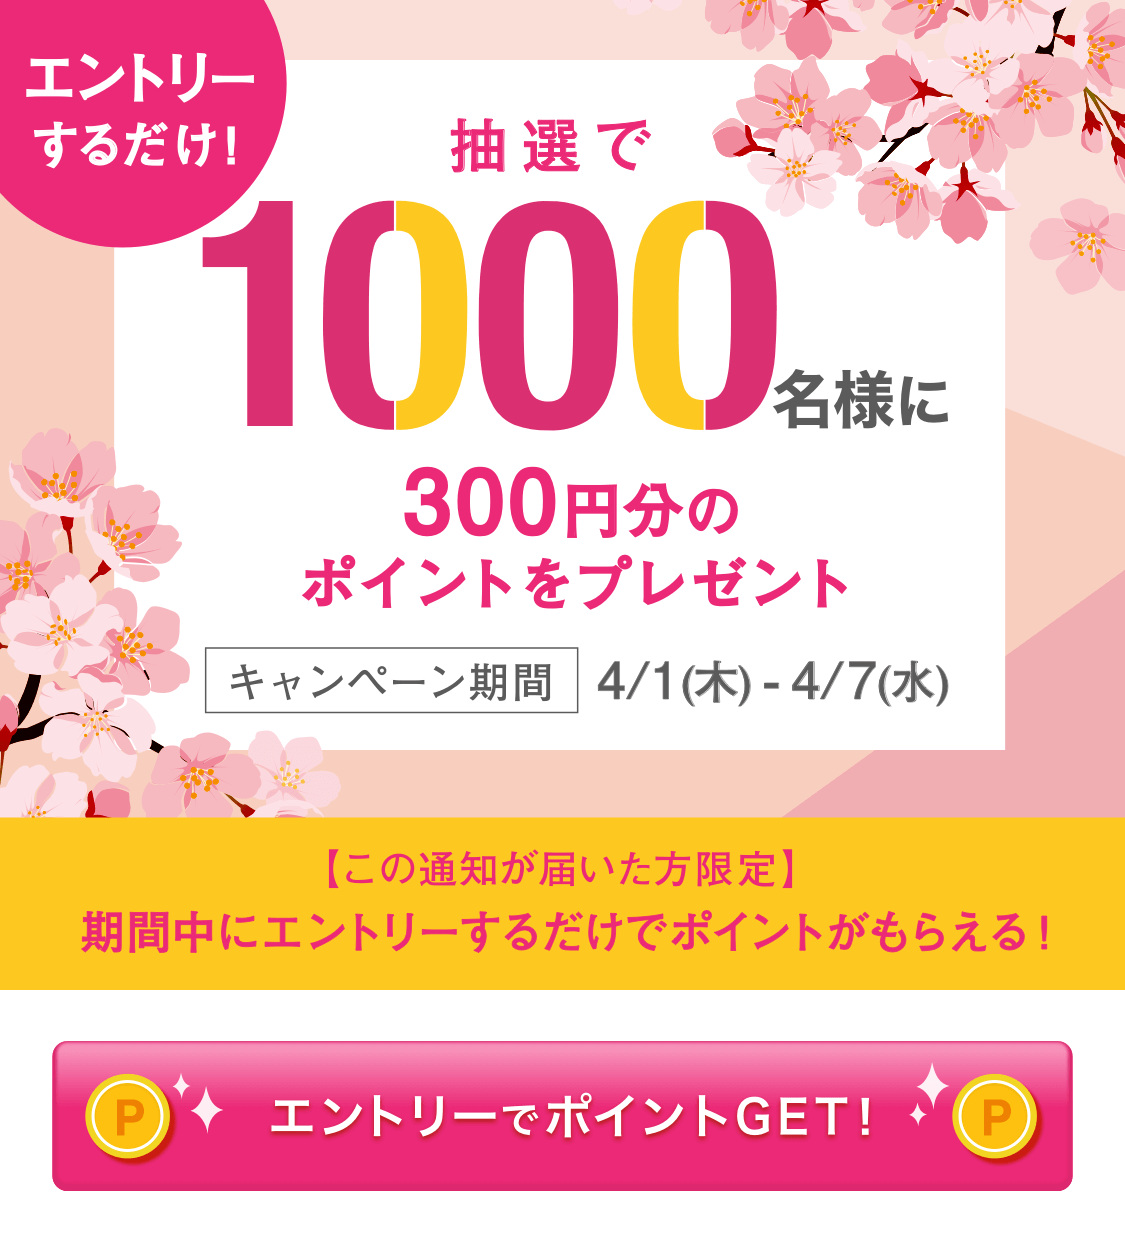 エントリー
するだけ!
抽選で
1000名様に
300円分の
ポイントをプレゼント
キャンペーン期間 4/1(木) - 4/7(水)
【この通知が届いた方限定】
期間中にエントリーするだけでポイントがもらえる!
P エントリーでポイントGET! P